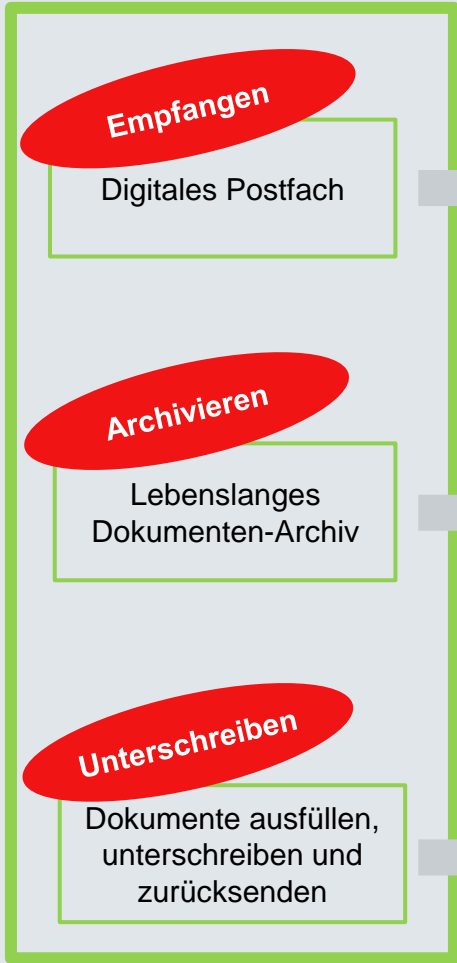 Empfangen
Digitales Postfach
Archivieren
Lebenslanges
Dokumenten-Archiv
Unterschreiben
Dokumente ausfüllen,
unterschreiben und
zurücksenden